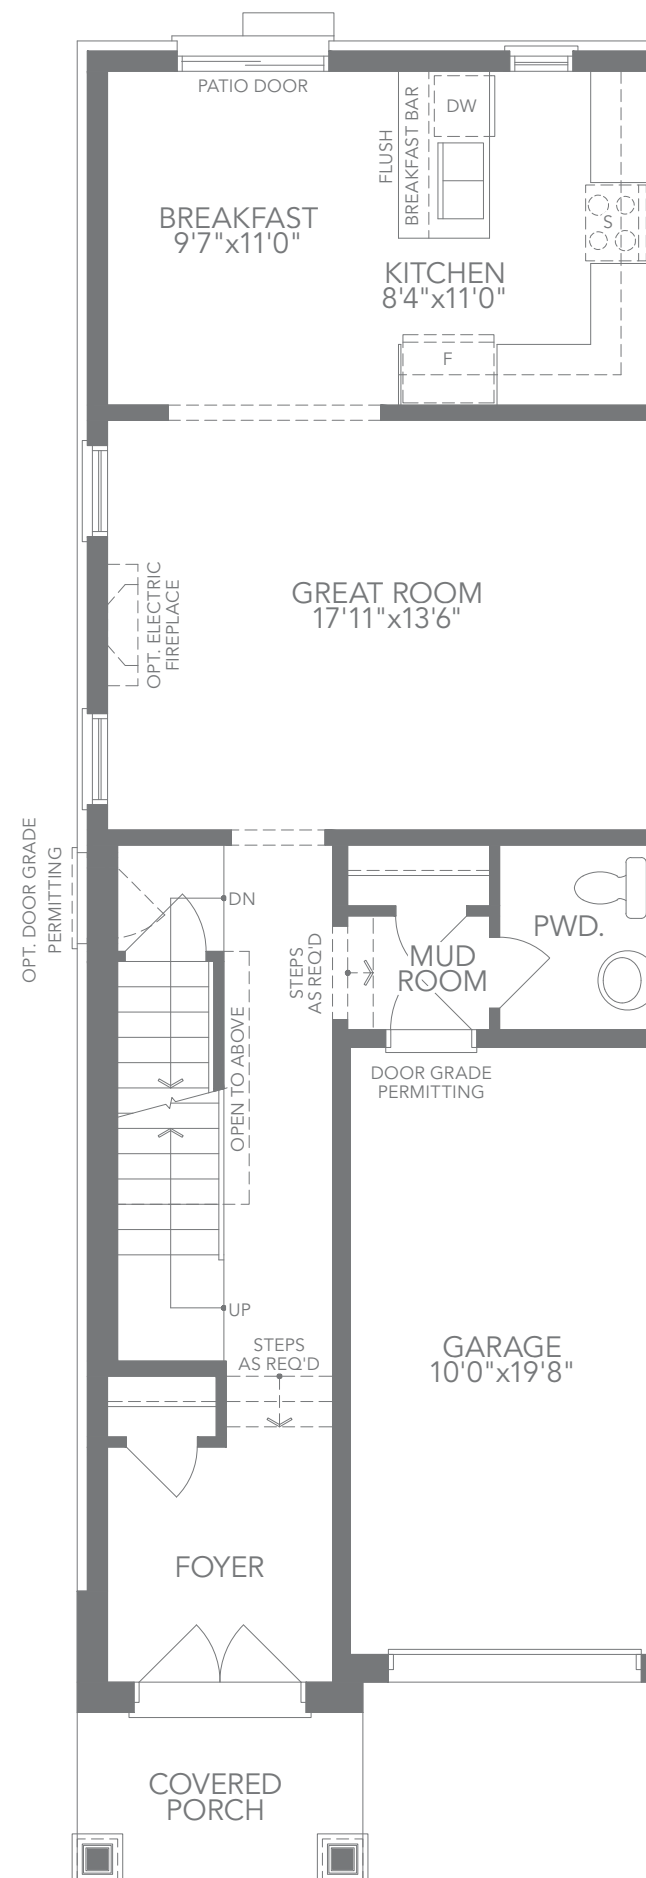 PATIO DOOR
FLUSH
BREAKFAST BAR
DW
BREAKFAST
9'7"x11'0"
S
KITCHEN
8'4"x11'0"
F
GREAT ROOM
17'11"x13'6"
OPT. ELECTRIC
FIREPLACE
OPT. DOOR GRADE
PERMITTING
DN
STEPS
AS REQ'D
MUD
ROOM
PWD.
OPEN TO ABOVE
DOOR GRADE
PERMITTING
UP
STEPS
AS REQ'D
GARAGE
10'0"x19'8"
FOYER
COVERED
PORCH